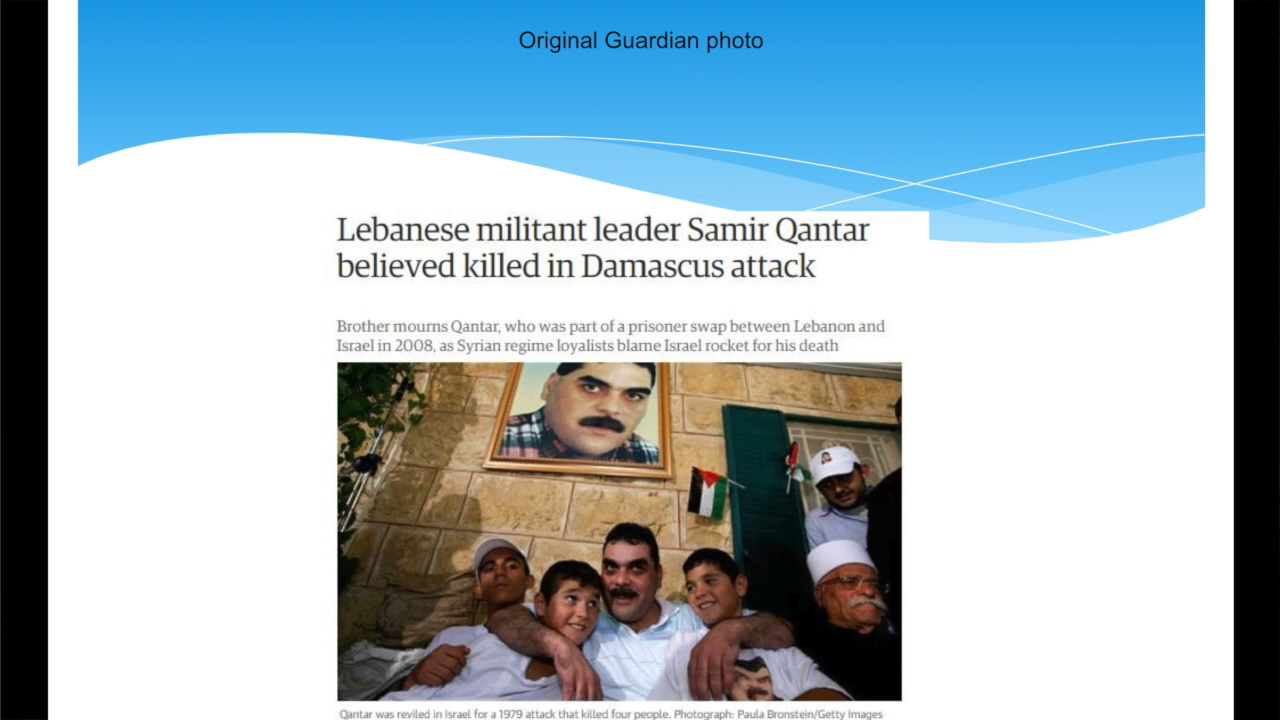 Original Guardian photo
Lebanese militant leader Samir Qantar
believed killed in Damascus attack
Brother mourns Qantar, who was part of a prisoner swap between Lebanon and
Israel in 2008, as Syrian regime loyalists blame Israel rocket for his death
Qantar was reviled in Israel for a 1979 attack that killed four people. Photograph: Paula Bronstein/Getty Images